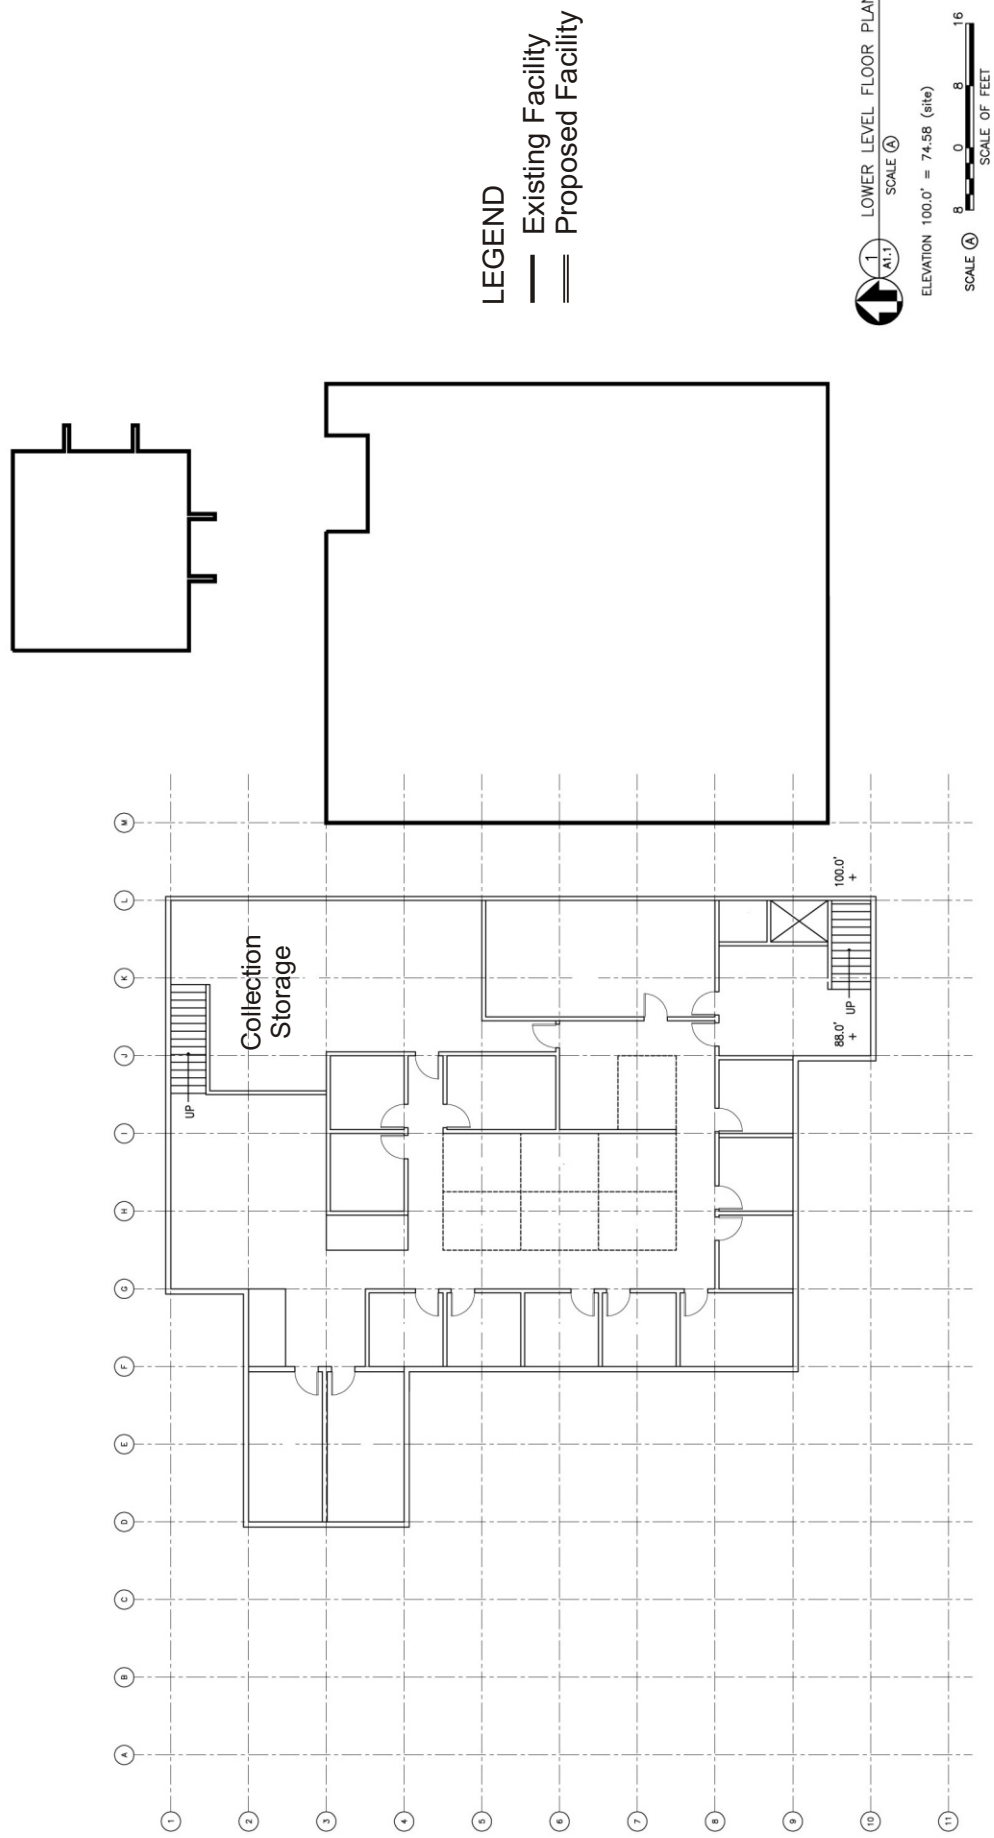 LEGEND
Existing Facility
Proposed Facility
1
A1.1
LOWER LEVEL FLOOR PLAN
SCALE A
ELEVATION 100.0' = 74.58 (site)
SCALE A
8 0 8 16
SCALE OF FEET
A B C D E F G H I J K L M
1
2
3
4
5
6
7
8
9
10
11
UP
Collection
Storage
88.0'
UP
100.0'